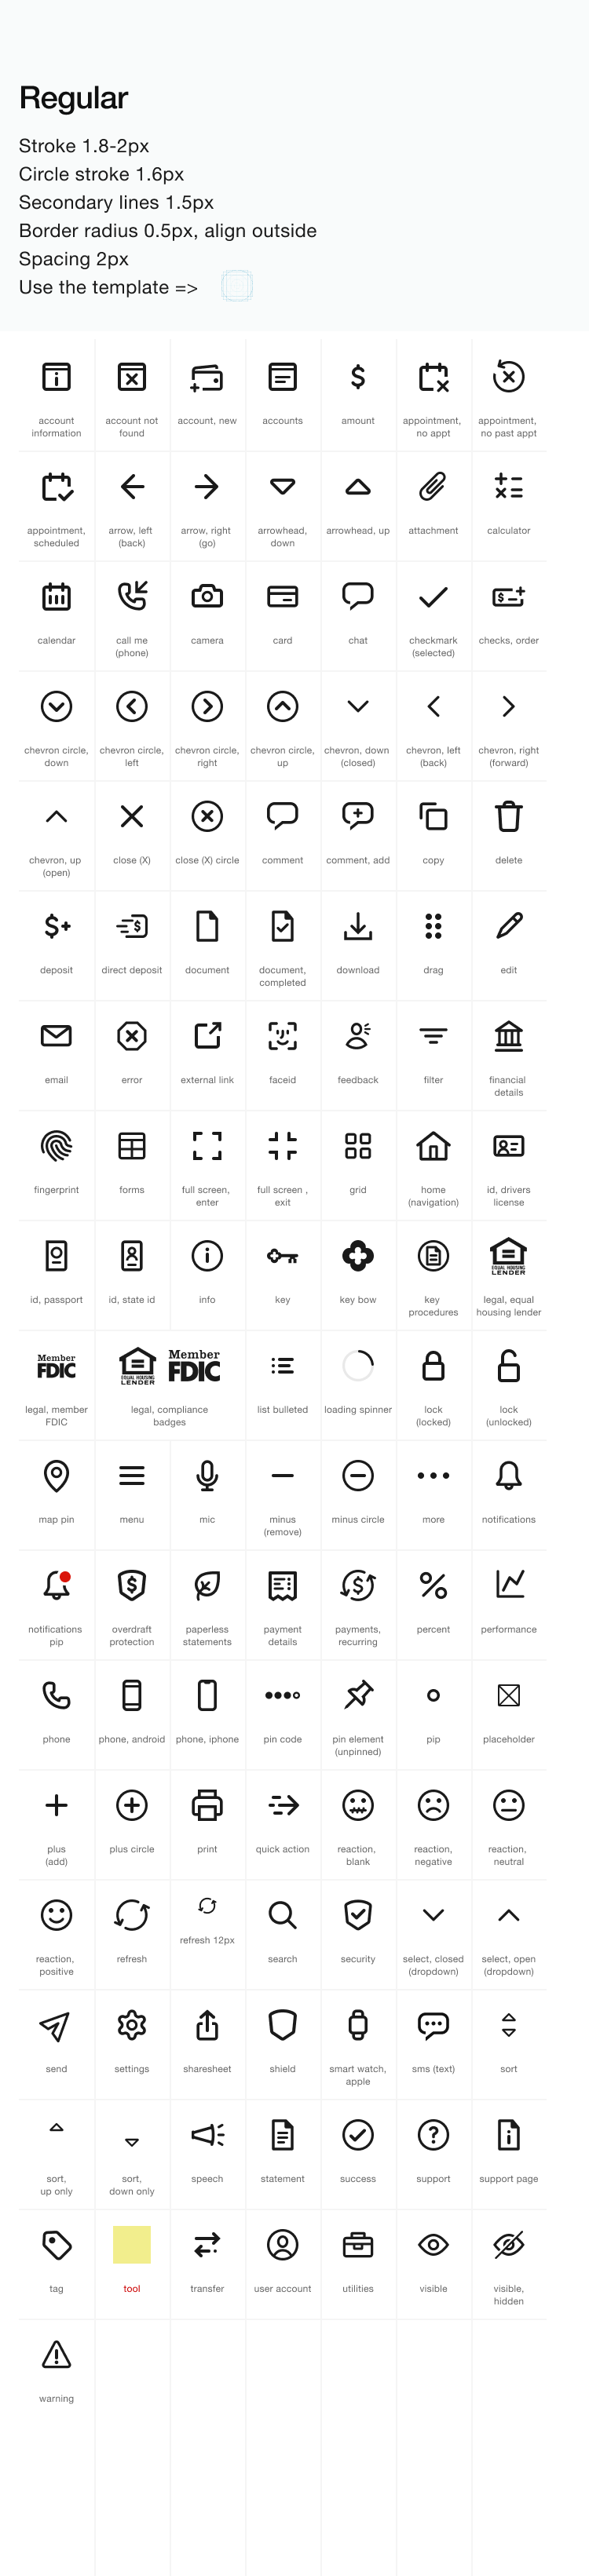 Regular
Stroke 1.8-2px
Circle stroke 1.6px
Secondary lines 1.5px
Border radius 0.5px, align outside
Spacing 2px
Use the template =>
account
information
account not
found
account, new
accounts
amount
appointment,
no appt
appointment,
no past appt
appointment,
scheduled
arrow, left
(back)
arrow, right
(go)
arrowhead,
down
arrowhead, up
attachment
calculator
calendar
call me
(phone)
camera
card
chat
checkmark
(selected)
checks, order
chevron circle,
down
chevron circle,
left
chevron circle,
right
chevron circle,
up
chevron, down
(closed)
chevron, left
(back)
chevron, right
(forward)
chevron, up
(open)
close (X)
close (X) circle
comment
comment, add
copy
delete
deposit
direct deposit
document
document,
completed
download
drag
edit
email
error
external link
faceid
feedback
filter
financial
details
fingerprint
forms
full screen,
enter
full screen ,
exit
grid
home
(navigation)
id, drivers
license
id, passport
id, state id
info
key
key bow
key
procedures
EQUAL HOUSING
LENDER
legal, equal
housing lender
Member
FDIC
legal, member
FDIC
EQUAL HOUSING
LENDER
Member
FDIC
legal, compliance
badges
list bulleted
loading spinner
lock
(locked)
lock
(unlocked)
map pin
menu
mic
minus
(remove)
minus circle
more
notifications
notifications
pip
overdraft
protection
paperless
statements
payment
details
payments,
recurring
percent
performance
phone
phone, android
phone, iphone
pin code
pin element
(unpinned)
pip
placeholder
plus
(add)
plus circle
print
quick action
reaction,
blank
reaction,
negative
reaction,
neutral
reaction,
positive
refresh
refresh 12px
search
security
select, closed
(dropdown)
select, open
(dropdown)
send
settings
sharesheet
shield
smart watch,
apple
sms (text)
sort
sort,
up only
sort,
down only
speech
statement
success
support
support page
tag
tool
transfer
user account
utilities
visible
visible,
hidden
warning